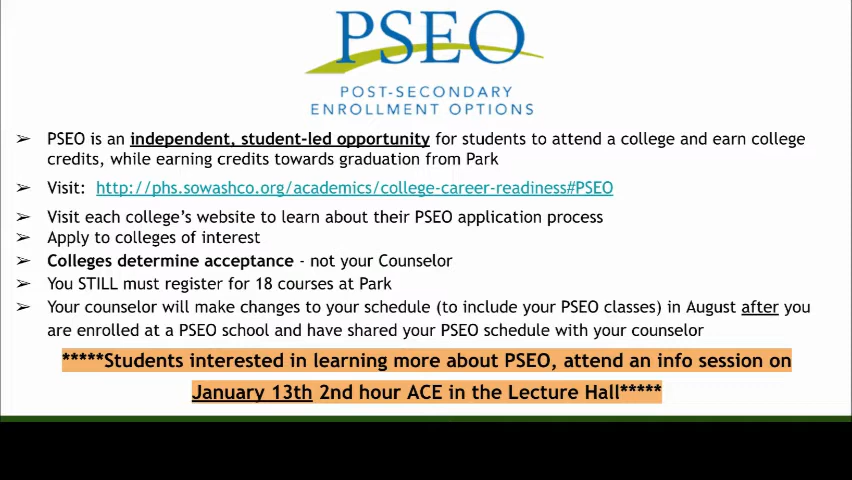 PSEO
POST-SECONDARY
ENROLLMENT OPTIONS
➢ PSEO is an independent, student-led opportunity for students to attend a college and earn college
credits, while earning credits towards graduation from Park
➢ Visit: http://phs.sowashco.org/academics/college-career-readiness#PSEO
➢ Visit each college's website to learn about their PSEO application process
➢ Apply to colleges of interest
➢ Colleges determine acceptance - not your Counselor
➢ You STILL must register for 18 courses at Park
➢ Your counselor will make changes to your schedule (to include your PSEO classes) in August after you
are enrolled at a PSEO school and have shared your PSEO schedule with your counselor
*****Students interested in learning more about PSEO, attend an info session on
January 13th 2nd hour ACE in the Lecture Hall*****